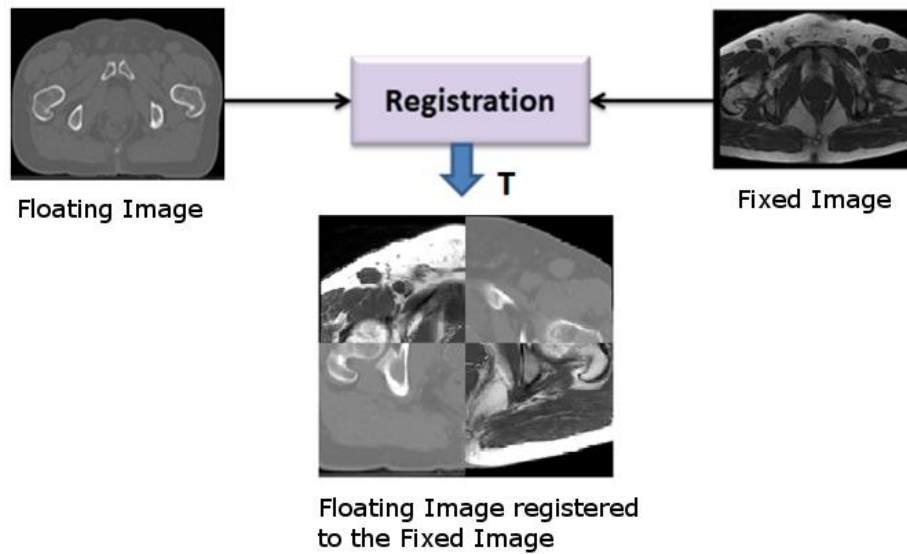 Registration
T
Floating Image
Fixed Image
Floating Image registered
to the Fixed Image